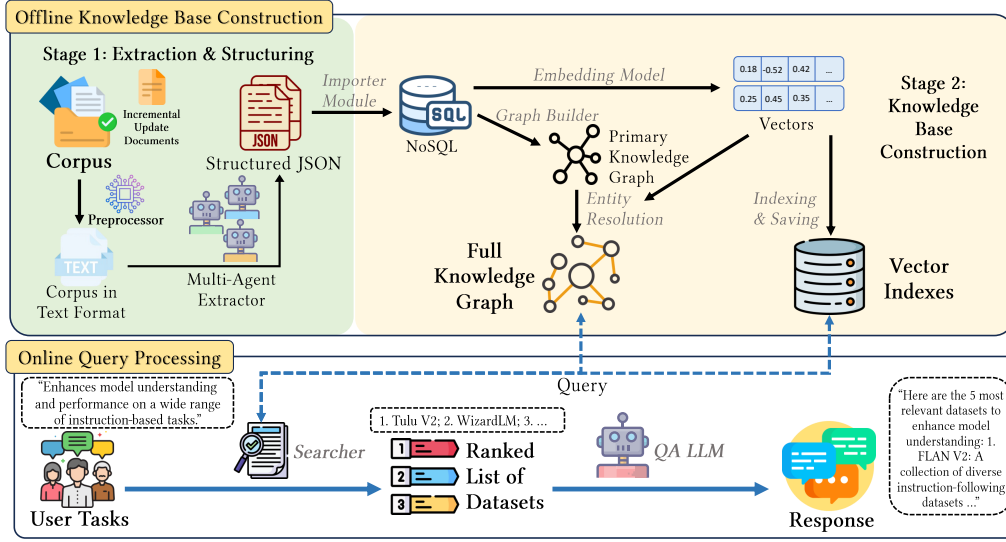 Offline Knowledge Base Construction
Stage 1: Extraction & Structuring
Incremental
Update
Documents
Corpus
Preprocessor
TEXT
Corpus in
Text Format
Multi-Agent
Extractor
JSON
Structured JSON
Importer
Module
SQL
NoSQL
Embedding Model
Graph Builder
Primary
Knowledge
Graph
0.18 -0.52 0.42 ...
0.25 0.45 0.35 ...
Vectors
Stage 2:
Knowledge
Base
Construction
Entity
Resolution
Indexing
& Saving
Full
Knowledge
Graph
Vector
Indexes
Online Query Processing
Query
“Enhances model understanding
and performance on a wide range
of instruction-based tasks.”
User Tasks
Searcher
1. Tulu V2; 2. WizardLM; 3. ...
1 Ranked
2 List of
3 Datasets
QA LLM
Response
“Here are the 5 most
relevant datasets to
enhance model
understanding: 1.
FLAN V2: A
collection of diverse
instruction-following
datasets ...”